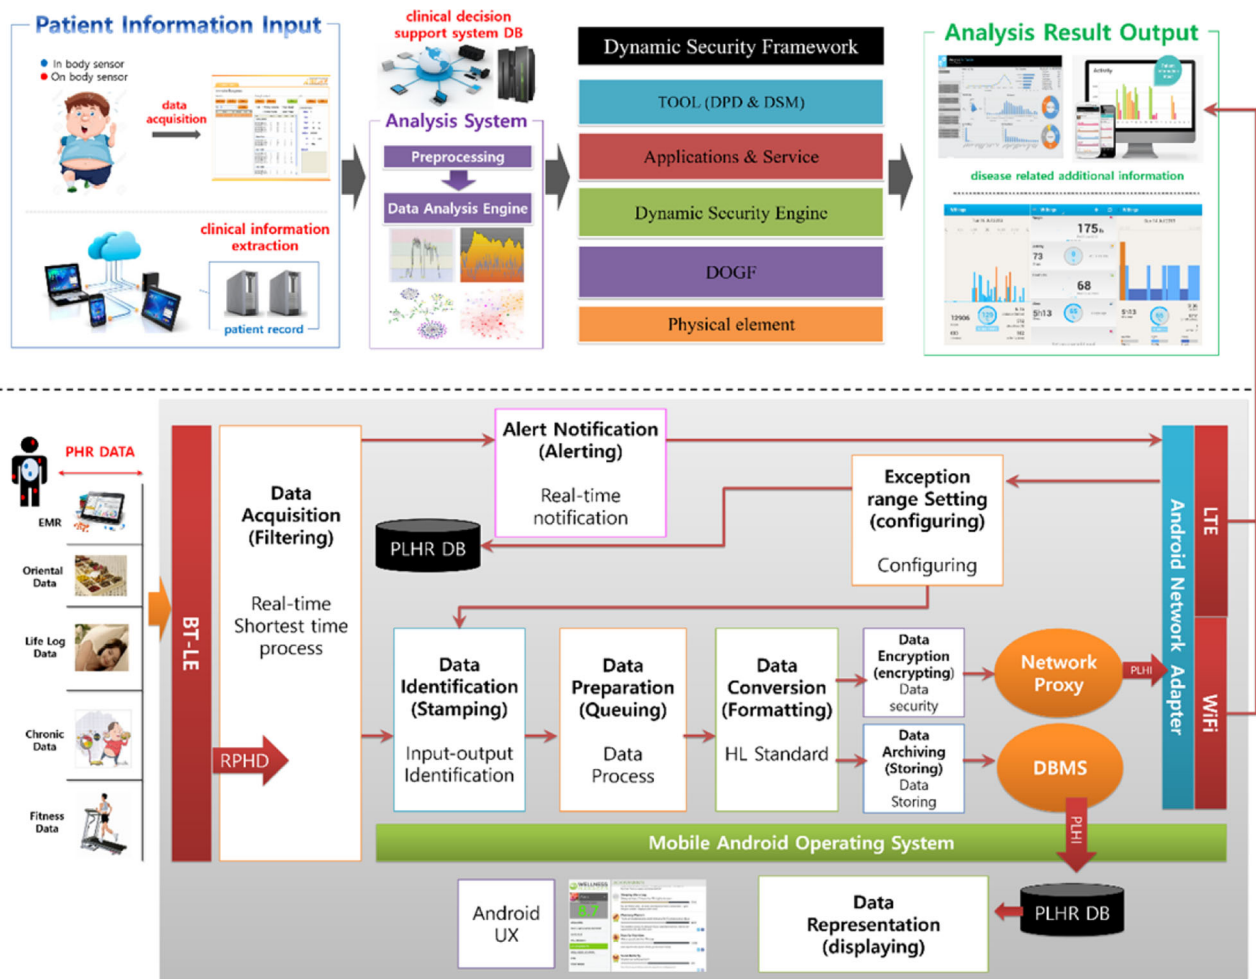 Patient Information Input
In body sensor
On body sensor
data
acquisition
clinical information
extraction
patient record
clinical decision
support system DB
Analysis System
Preprocessing
Data Analysis Engine
Dynamic Security Framework
TOOL (DPD & DSM)
Applications & Service
Dynamic Security Engine
DOGF
Physical element
Analysis Result Output
Activity
disease related additional information
175
73
68
12906
5h13
5h13
PHR DATA
EMR
Oriental
Data
Life Log
Data
Chronic
Data
Fitness
Data
BT-LE
Data
Acquisition
(Filtering)
Real-time
Shortest time
process
RPHD
Alert Notification
(Alerting)
Real-time
notification
PLHR DB
Exception
range Setting
(configuring)
Configuring
Data
Identification
(Stamping)
Input-output
Identification
Data
Preparation
(Queuing)
Data
Process
Data
Conversion
(Formatting)
HL Standard
Data
Encryption
(encrypting)
Data
security
Data
Archiving
(Storing)
Data
Storing
Network
Proxy
PLHI
DBMS
PLHI
Android Network Adapter
LTE
WiFi
Mobile Android Operating System
Android
UX
WELLNESS
8.7
Data
Representation
(displaying)
PLHR DB